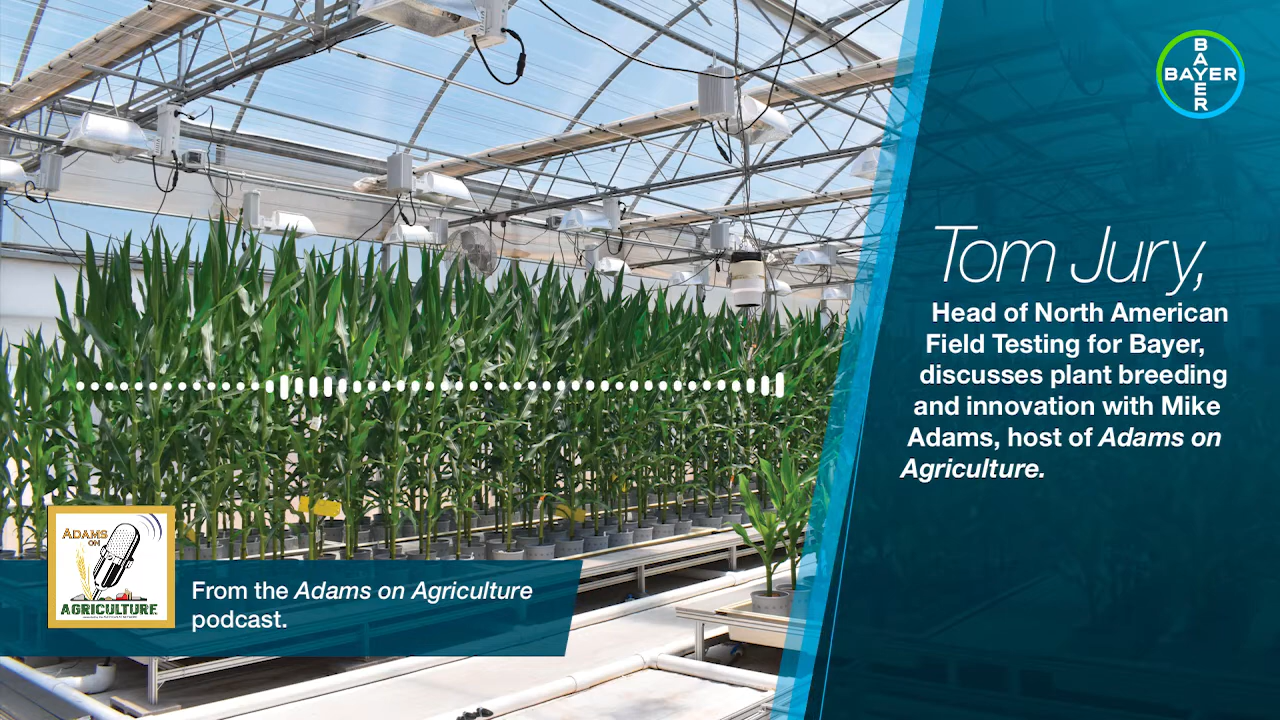 BAYER
BAYER
Tom Jury,
Head of North American
Field Testing for Bayer,
discusses plant breeding
and innovation with Mike
Adams, host of Adams on
Agriculture.
ADAMS
ON
AGRICULTURE
From the Adams on Agriculture
podcast.